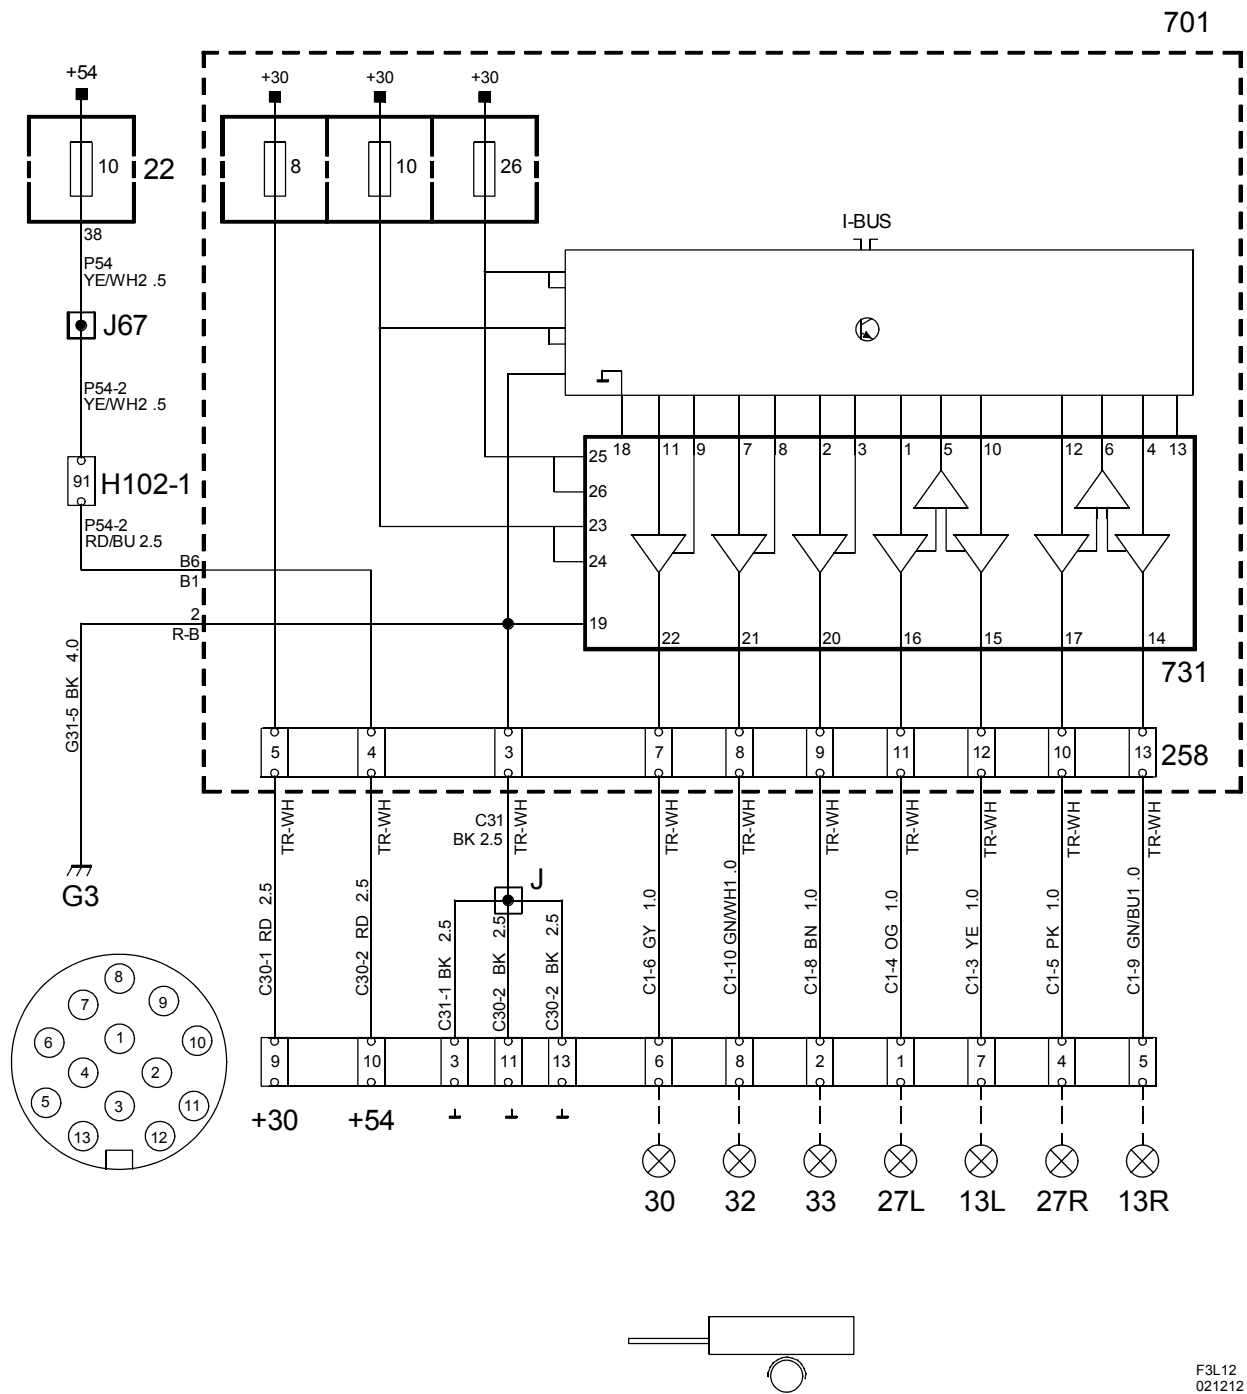 701
+54
+30 +30 +30
10 22 8 10 26
38
I-BUS
P54
YE/WH2 .5
J67
P54-2
YE/WH2 .5
18 11 9 7 8 2 3 1 5 10 12 6 4 13
25
91 H102-1
26
P54-2
RD/BU 2.5
23
24
B6
B1
2
R-B
19
22 21 20 16 15 17 14
731
G31-5 BK 4.0
5 4 3 7 8 9 11 12 10 13 258
TR-WH TR-WH TR-WH TR-WH TR-WH TR-WH TR-WH TR-WH TR-WH TR-WH
C31
BK 2.5
J
G3
C30-1 RD 2.5
C30-2 RD 2.5
C31-1 BK 2.5
C30-2 BK 2.5
C30-2 BK 2.5
C1-6 GY 1.0
C1-10 GN/WH1 .0
C1-8 BN 1.0
C1-4 OG 1.0
C1-3 YE 1.0
C1-5 PK 1.0
C1-9 GN/BU1 .0
8
7 9
6 1 10
4 2
5 3 11
13 12
9 10 3 11 13 6 8 2 1 7 4 5
+30 +54
30 32 33 27L 13L 27R 13R
F3L12
021212